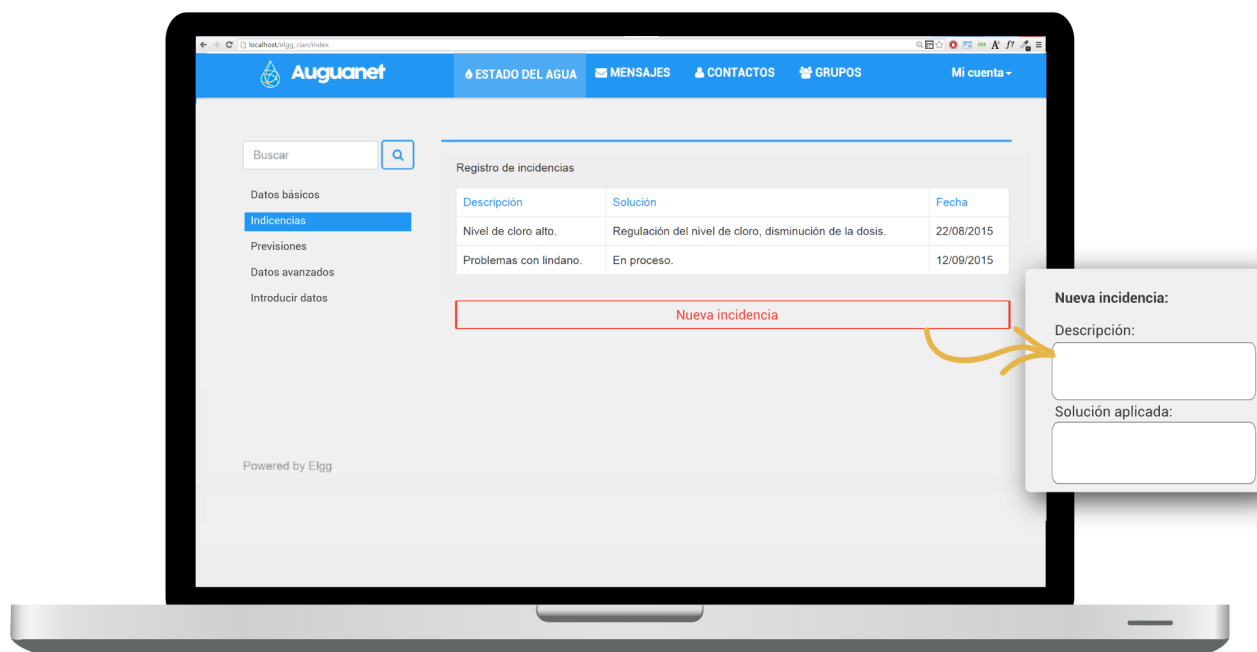 localhost/elgg_clan/index
Auguanet
ESTADO DEL AGUA MENSAJES CONTACTOS GRUPOS Mi cuenta
Buscar
Datos básicos
Indicencias
Previsiones
Datos avanzados
Introducir datos
Registro de incidencias
Descripción Solución Fecha
Nivel de cloro alto. Regulación del nivel de cloro, disminución de la dosis. 22/08/2015
Problemas con lindano. En proceso. 12/09/2015
Nueva incidencia
Powered by Elgg
Nueva incidencia:
Descripción:
Solución aplicada: